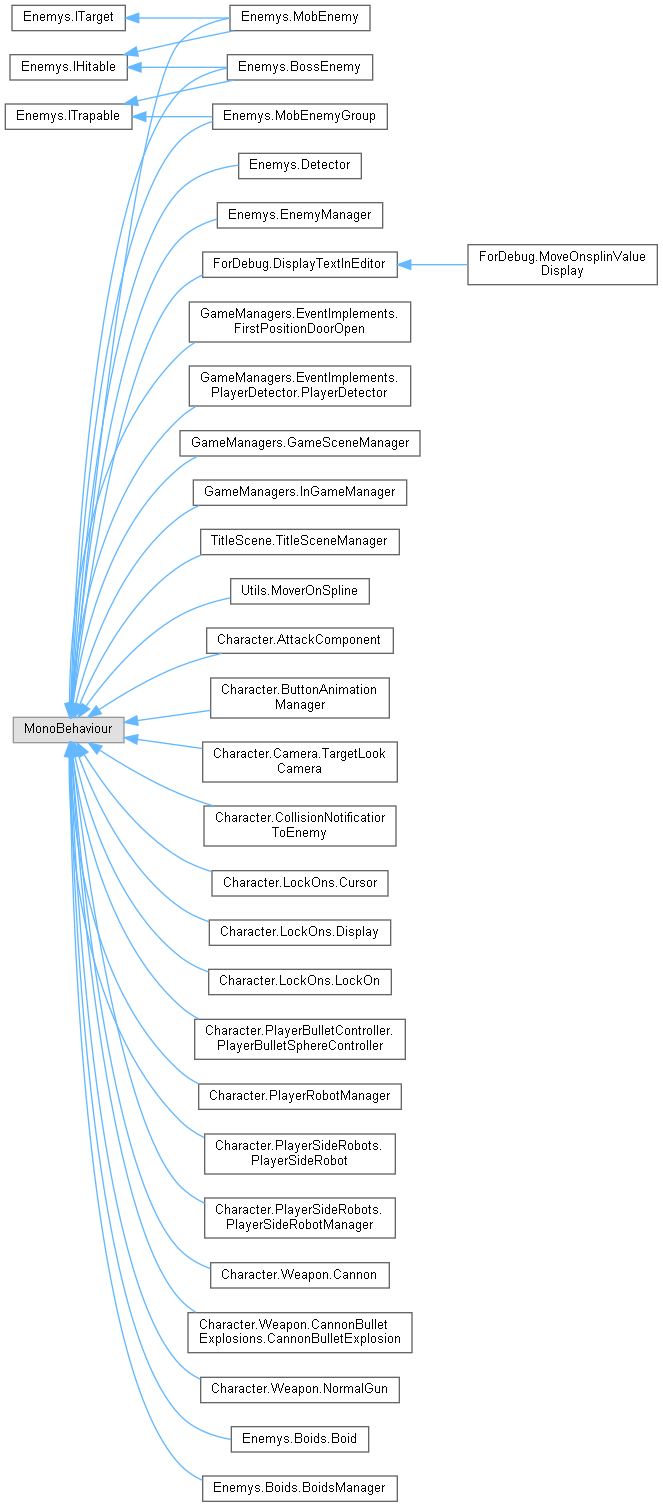 Enemys.ITarget
Enemys.MobEnemy
Enemys.IHitable
Enemys.BossEnemy
Enemys.ITrapable
Enemys.MobEnemyGroup
Enemys.Detector
Enemys.EnemyManager
ForDebug.DisplayTextInEditor
ForDebug.MoveOnsplinValue
Display
GameManagers.EventImplements.
FirstPositionDoorOpen
GameManagers.EventImplements.
PlayerDetector.PlayerDetector
GameManagers.GameSceneManager
GameManagers.InGameManager
TitleScene.TitleSceneManager
Utils.MoverOnSpline
Character.AttackComponent
Character.ButtonAnimation
Manager
MonoBehaviour
Character.Camera.TargetLook
Camera
Character.CollisionNotification
ToEnemy
Character.LockOns.Cursor
Character.LockOns.Display
Character.LockOns.LockOn
Character.PlayerBulletController.
PlayerBulletSphereController
Character.PlayerRobotManager
Character.PlayerSideRobots.
PlayerSideRobot
Character.PlayerSideRobots.
PlayerSideRobotManager
Character.Weapon.Cannon
Character.Weapon.CannonBullet
Explosions.CannonBulletExplosion
Character.Weapon.NormalGun
Enemys.Boids.Boid
Enemys.Boids.BoidsManager